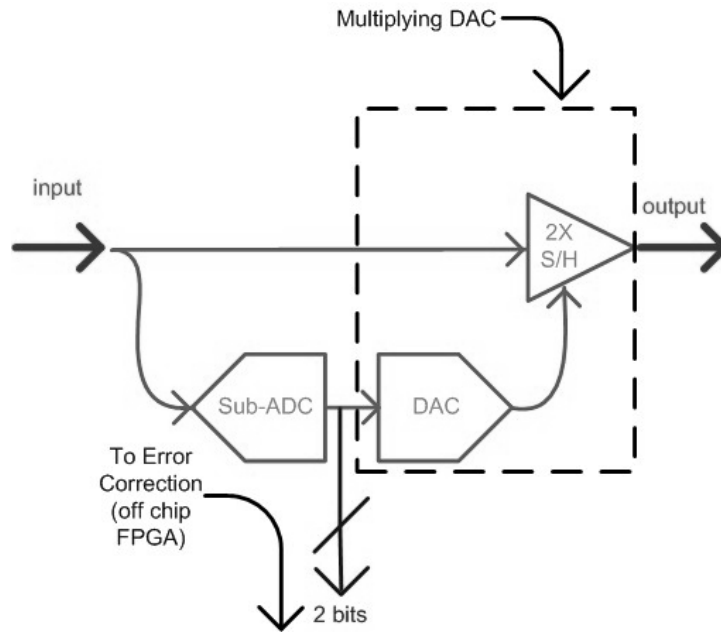 Multiplying DAC
input
2X
S/H
output
Sub-ADC
DAC
To Error
Correction
(off chip
FPGA)
2 bits